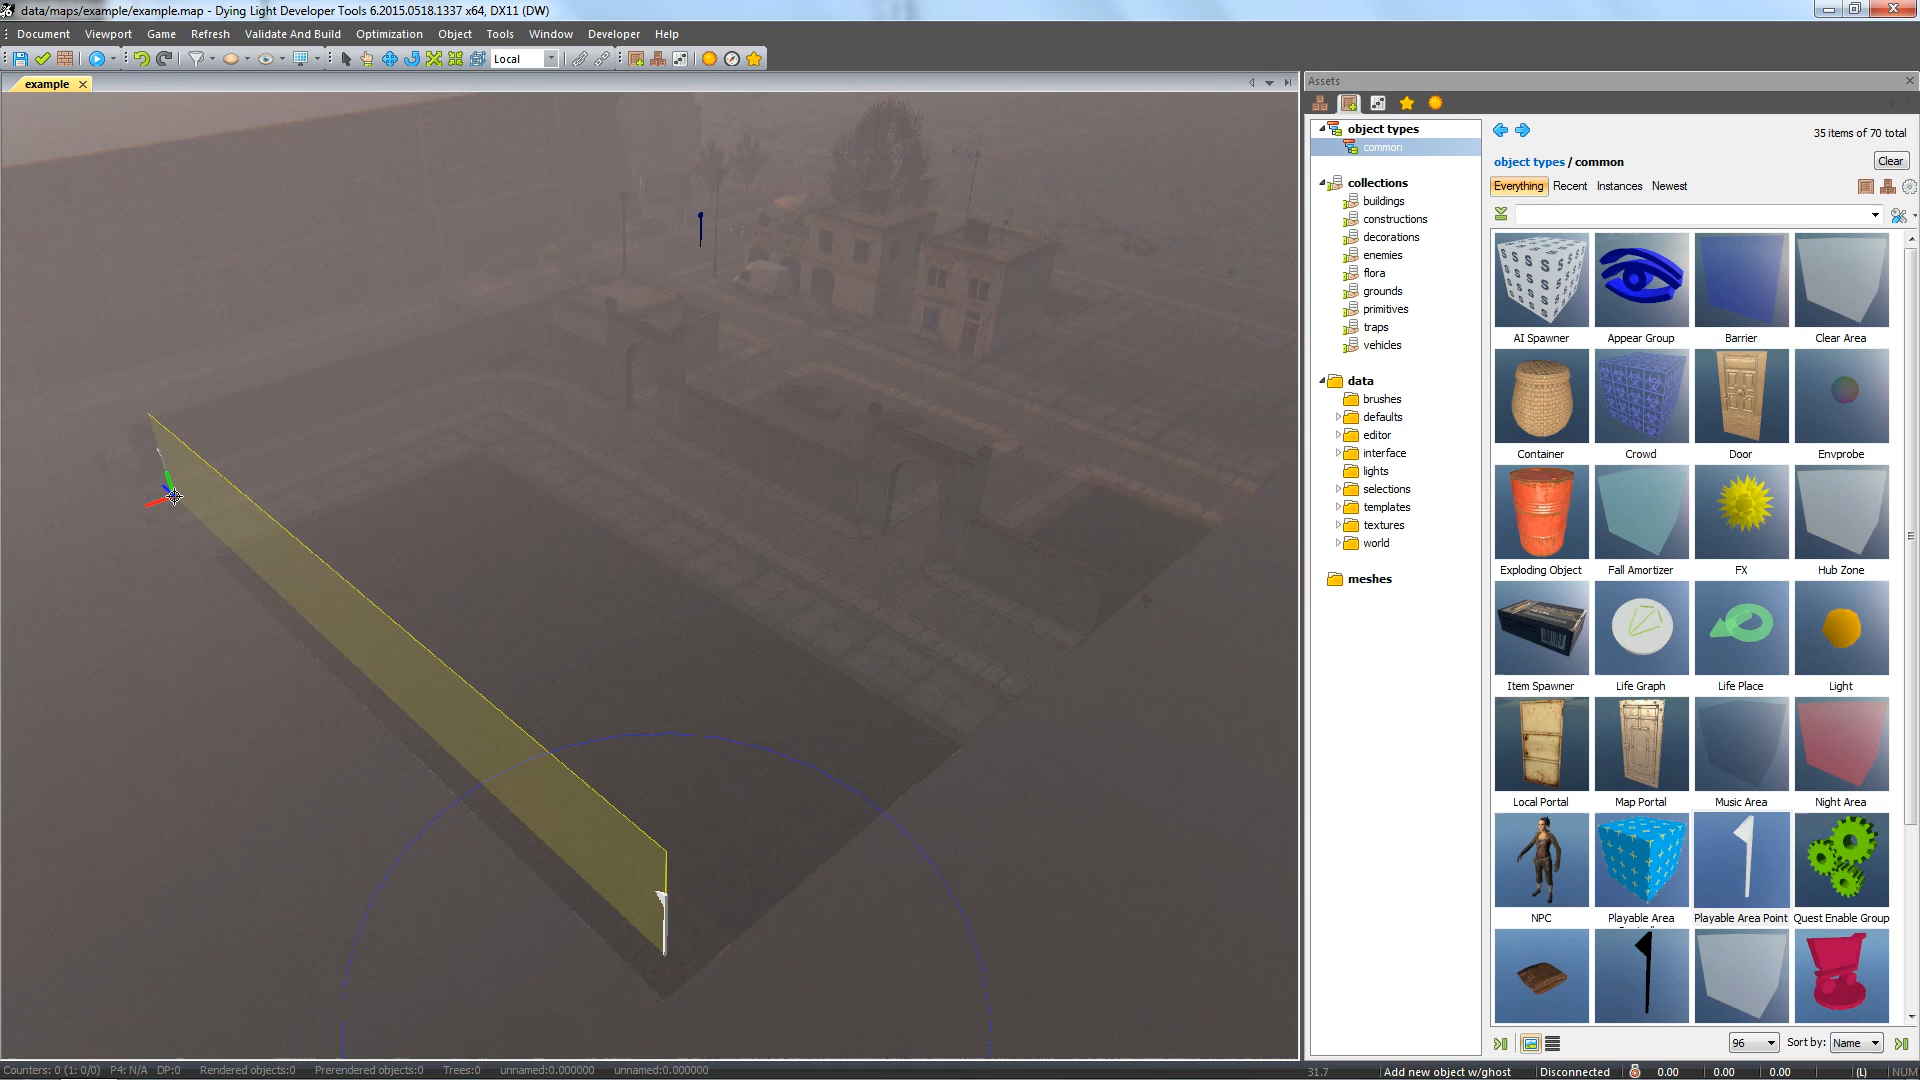 data/maps/example/example.map - Dying Light Developer Tools 6.2015.0518.1337 x64, DX11 (DW)
Document Viewport Game Refresh Validate And Build Optimization Object Tools Window Developer Help
Local
example
Assets
object types
common
collections
buildings
constructions
decorations
enemies
flora
grounds
primitives
traps
vehicles
data
brushes
defaults
editor
interface
lights
selections
templates
textures
world
meshes
35 items of 70 total
object types / common
Clear
Everything Recent Instances Newest
AI Spawner Appear Group Barrier Clear Area
Container Crowd Door Envprobe
Exploding Object Fall Amortizer FX Hub Zone
Item Spawner Life Graph Life Place Light
Local Portal Map Portal Music Area Night Area
NPC Playable Area Playable Area Point Quest Enable Group
96 Sort by: Name
Counters: 0 (1: 0/0) P4: N/A DP:0 Rendered objects:0 Prerendered objects:0 Trees:0 unnamed:0.000000 unnamed:0.000000 31.7 Add new object w/ghost Disconnected 0.00 0.00 0.00 (L) NUM